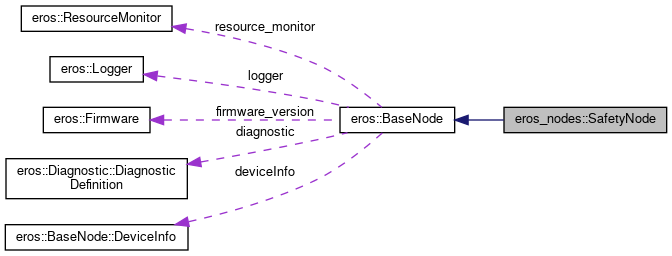 eros::ResourceMonitor
resource_monitor
eros::Logger
logger
eros::Firmware
firmware_version
eros::BaseNode
eros_nodes::SafetyNode
diagnostic
eros::Diagnostic::Diagnostic
Definition
deviceInfo
eros::BaseNode::DeviceInfo